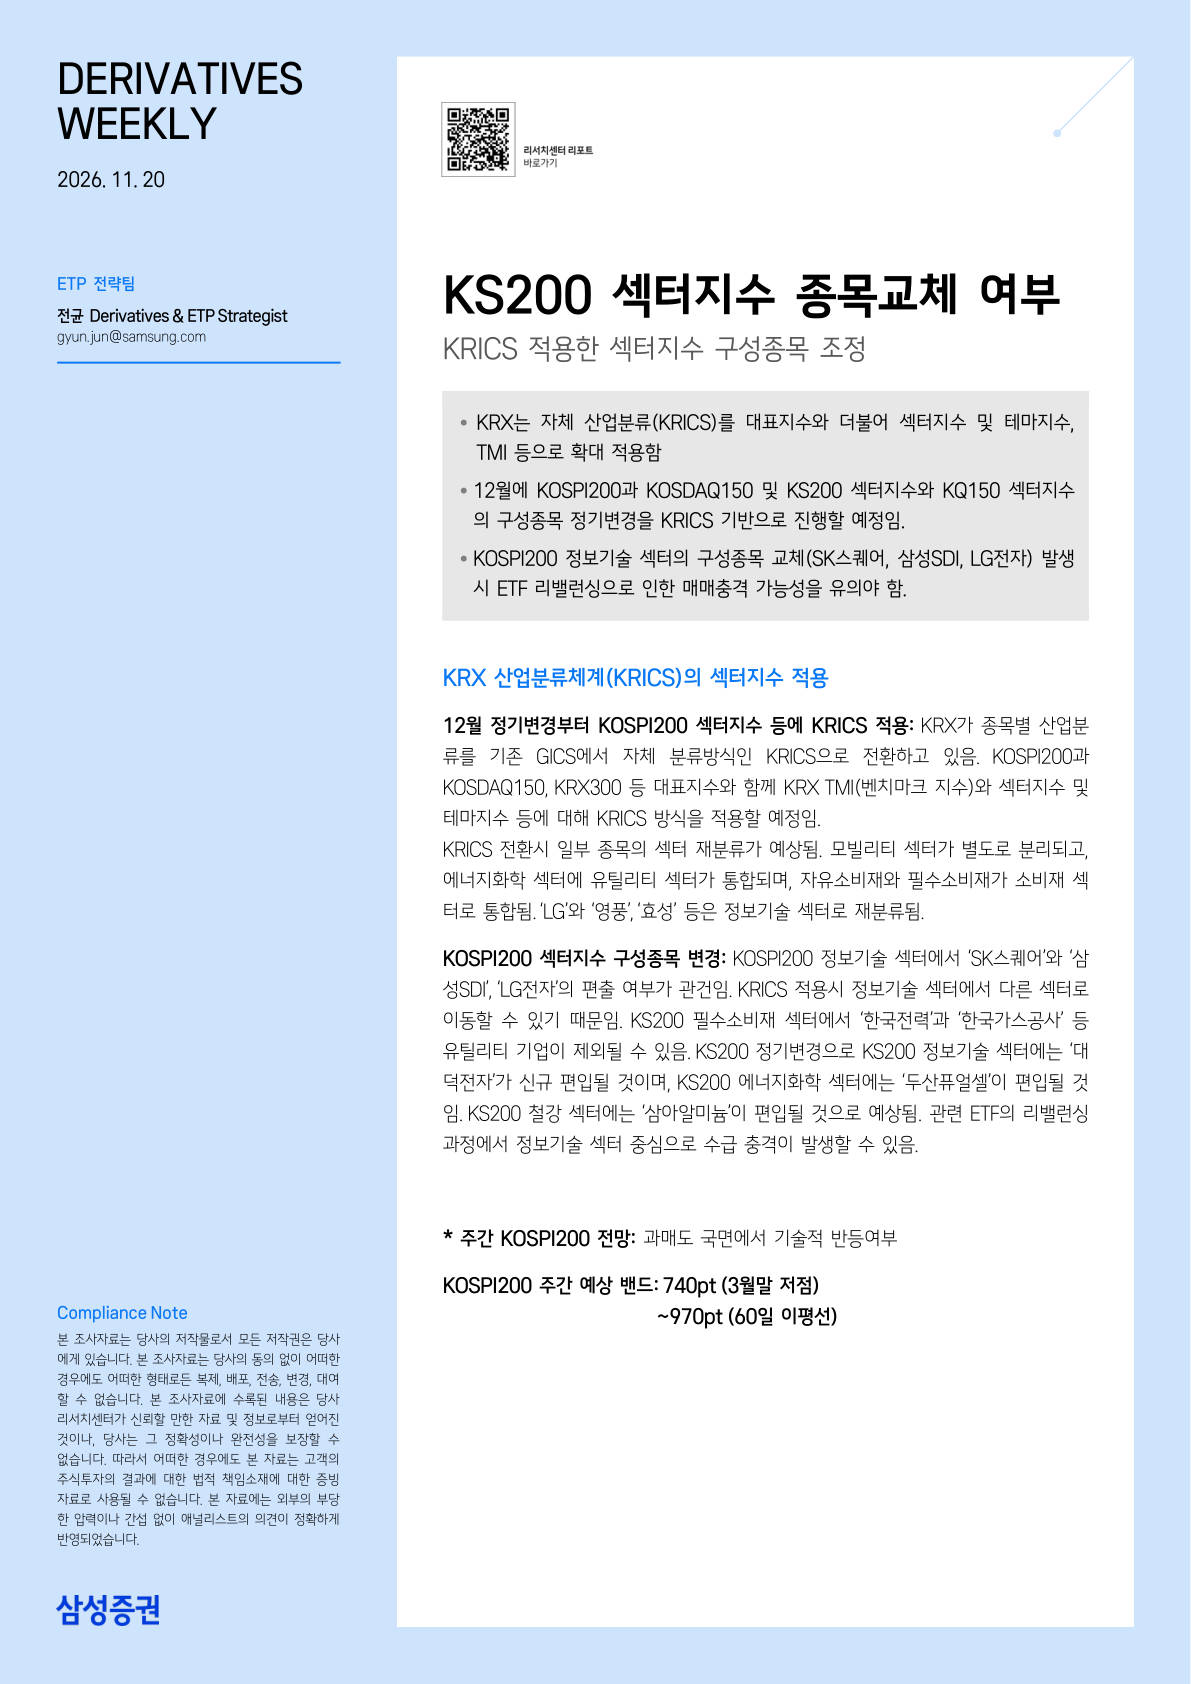 DERIVATIVES
WEEKLY
2026. 11. 20
ETP 전략팀
전균 Derivatives & ETP Strategist
gyun.jun@samsung.com
리서치센터 리포트
바로가기
KS200 섹터지수 종목교체 여부
KRICS 적용한 섹터지수 구성종목 조정
• KRX는 자체 산업분류(KRICS)를 대표지수와 더불어 섹터지수 및 테마지수,
TMI 등으로 확대 적용함
• 12월에 KOSPI200과 KOSDAQ150 및 KS200 섹터지수와 KQ150 섹터지수
의 구성종목 정기변경을 KRICS 기반으로 진행할 예정임.
• KOSPI200 정보기술 섹터의 구성종목 교체(SK스퀘어, 삼성SDI, LG전자) 발생
시 ETF 리밸런싱으로 인한 매매충격 가능성을 유의야 함.
KRX 산업분류체계(KRICS)의 섹터지수 적용
12월 정기변경부터 KOSPI200 섹터지수 등에 KRICS 적용: KRX가 종목별 산업분
류를 기존 GICS에서 자체 분류방식인 KRICS으로 전환하고 있음. KOSPI200과
KOSDAQ150, KRX300 등 대표지수와 함께 KRX TMI(벤치마크 지수)와 섹터지수 및
테마지수 등에 대해 KRICS 방식을 적용할 예정임.
KRICS 전환시 일부 종목의 섹터 재분류가 예상됨. 모빌리티 섹터가 별도로 분리되고,
에너지화학 섹터에 유틸리티 섹터가 통합되며, 자유소비재와 필수소비재가 소비재 섹
터로 통합됨. ‘LG’와 ‘영풍’, ‘효성’ 등은 정보기술 섹터로 재분류됨.
KOSPI200 섹터지수 구성종목 변경: KOSPI200 정보기술 섹터에서 ‘SK스퀘어’와 ‘삼
성SDI’, ‘LG전자’의 편출 여부가 관건임. KRICS 적용시 정보기술 섹터에서 다른 섹터로
이동할 수 있기 때문임. KS200 필수소비재 섹터에서 ‘한국전력’과 ‘한국가스공사’ 등
유틸리티 기업이 제외될 수 있음. KS200 정기변경으로 KS200 정보기술 섹터에는 ‘대
덕전자’가 신규 편입될 것이며, KS200 에너지화학 섹터에는 ‘두산퓨얼셀’이 편입될 것
임. KS200 철강 섹터에는 ‘삼아알미늄’이 편입될 것으로 예상됨. 관련 ETF의 리밸런싱
과정에서 정보기술 섹터 중심으로 수급 충격이 발생할 수 있음.
* 주간 KOSPI200 전망: 과매도 국면에서 기술적 반등여부
KOSPI200 주간 예상 밴드: 740pt (3월말 저점)
~970pt (60일 이평선)
Compliance Note
본 조사자료는 당사의 저작물로서 모든 저작권은 당사
에게 있습니다. 본 조사자료는 당사의 동의 없이 어떠한
경우에도 어떠한 형태로든 복제, 배포, 전송, 변경, 대여
할 수 없습니다. 본 조사자료에 수록된 내용은 당사
리서치센터가 신뢰할 만한 자료 및 정보로부터 얻어진
것이나, 당사는 그 정확성이나 완전성을 보장할 수
없습니다. 따라서 어떠한 경우에도 본 자료는 고객의
주식투자의 결과에 대한 법적 책임소재에 대한 증빙
자료로 사용될 수 없습니다. 본 자료에는 외부의 부당
한 압력이나 간섭 없이 애널리스트의 의견이 정확하게
반영되었습니다.
삼성증권